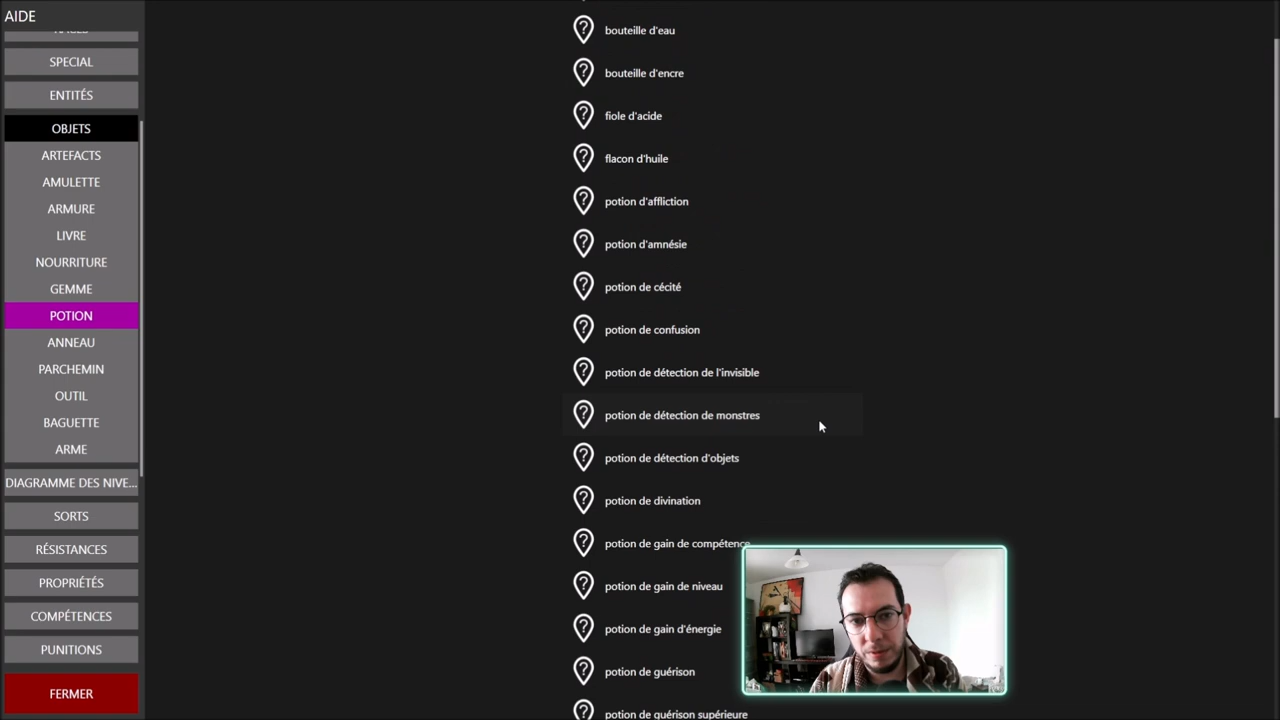 AIDE
SPECIAL
ENTITÉS
OBJETS
ARTEFACTS
AMULETTE
ARMURE
LIVRE
NOURRITURE
GEMME
POTION
ANNEAU
PARCHEMIN
OUTIL
BAGUETTE
ARME
DIAGRAMME DES NIVE...
SORTS
RÉSISTANCES
PROPRIÉTÉS
COMPÉTENCES
PUNITIONS
FERMER
bouteille d'eau
bouteille d'encre
fiole d'acide
flacon d'huile
potion d'affliction
potion d'amnésie
potion de cécité
potion de confusion
potion de détection de l'invisible
potion de détection de monstres
potion de détection d'objets
potion de divination
potion de gain de compétence
potion de gain de niveau
potion de gain d'énergie
potion de guérison
potion de guérison supérieure